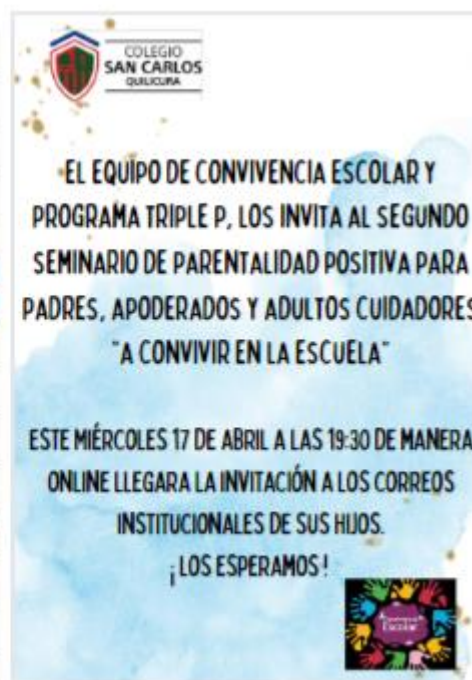 COLEGIO
SAN CARLOS
QUILICURA
EL EQUIPO DE CONVIVENCIA ESCOLAR Y
PROGRAMA TRIPLE P, LOS INVITA AL SEGUNDO
SEMINARIO DE PARENTALIDAD POSITIVA PARA
PADRES, APODERADOS Y ADULTOS CUIDADORES
"A CONVIVIR EN LA ESCUELA"
ESTE MIÉRCOLES 17 DE ABRIL A LAS 19:30 DE MANERA
ONLINE LLEGARA LA INVITACIÓN A LOS CORREOS
INSTITUCIONALES DE SUS HIJOS.
¡LOS ESPERAMOS!
Escolar